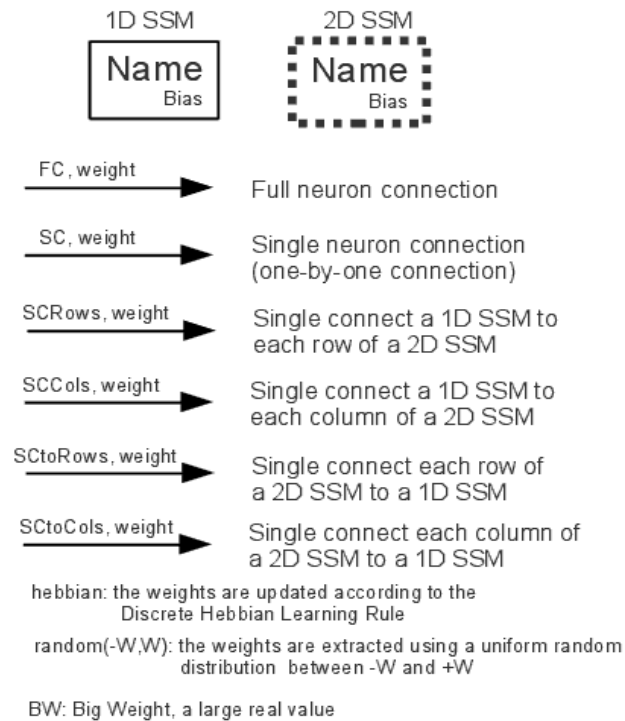 1D SSM
2D SSM
Name
Bias
Name
Bias
FC, weight
Full neuron connection
SC, weight
Single neuron connection
(one-by-one connection)
SCRows, weight
Single connect a 1D SSM to
each row of a 2D SSM
SCCols, weight
Single connect a 1D SSM to
each column of a 2D SSM
SCtoRows, weight
Single connect each row of
a 2D SSM to a 1D SSM
SCtoCols, weight
Single connect each column of
a 2D SSM to a 1D SSM
hebbian: the weights are updated according to the
Discrete Hebbian Learning Rule
random(-W,W): the weights are extracted using a uniform random
distribution between -W and +W
BW: Big Weight, a large real value